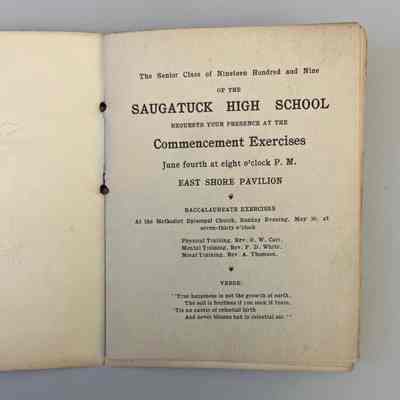 The Senior Class of Nineteen Hundred and Nine
OF THE
SAUGATUCK HIGH SCHOOL
REQUESTS YOUR PRESENCE AT THE
Commencement Exercises
June fourth at eight o'clock P. M.
EAST SHORE PAVILION
BACCALAUREATE EXERCISES
At the Methodist Episcopal Church, Sunday Evening, May 30, at
seven-thirty o'clock
Physical Training, Rev. G. W. Carr.
Mental Training, Rev. P. D. White.
Moral Training, Rev. A. Thomson.
VERSE:
"True happiness is not the growth of earth,
The soil is fruitless if you seek it there,
'Tis an exotic of celestial birth
And never blooms but in celestial air."